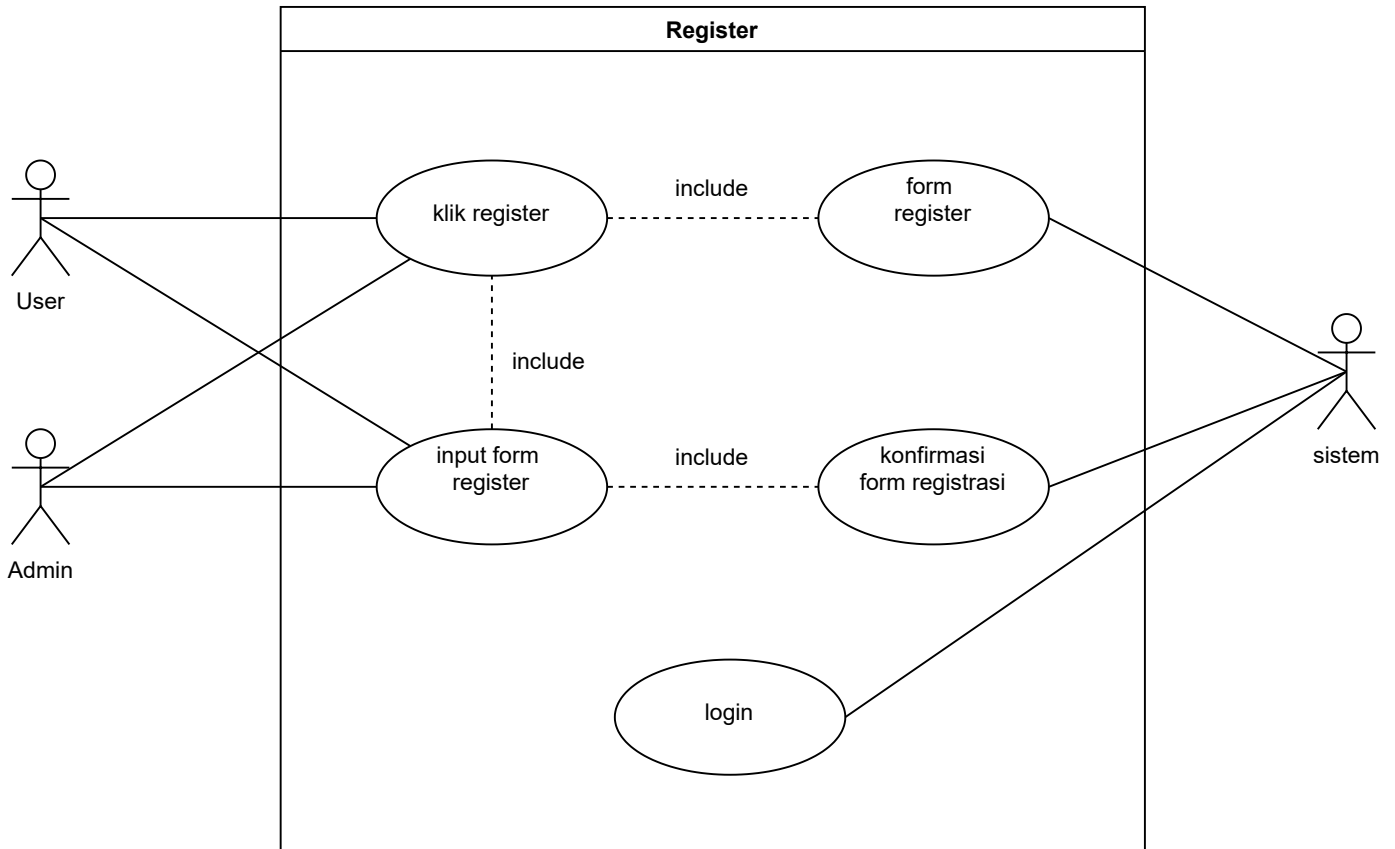 Register
klik register
include
form
register
User
include
sistem
input form
register
include
konfirmasi
form registrasi
Admin
login